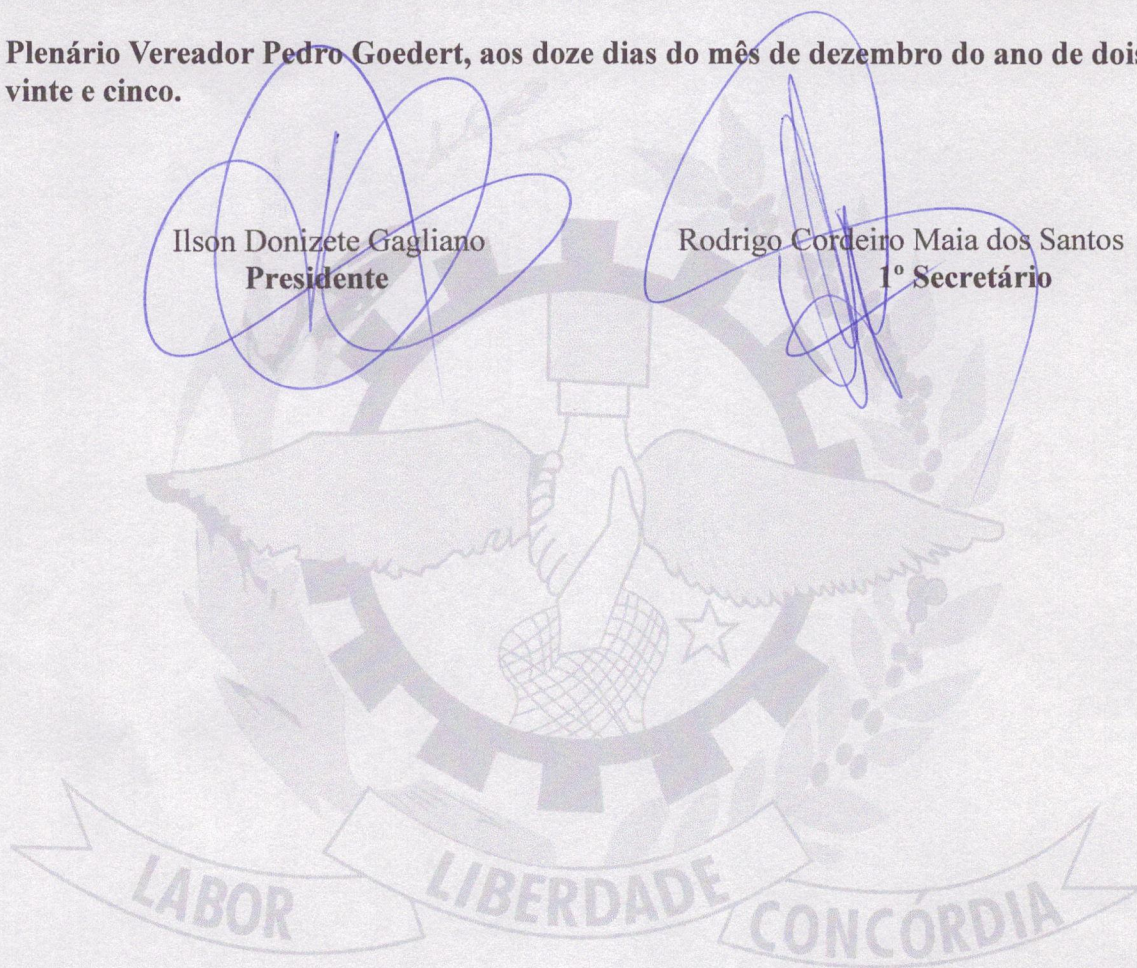 Plenário Vereador Pedro Goedert, aos doze dias do mês de dezembro do ano de dois
vinte e cinco.
Ilson Donizete Gagliano
Presidente
Rodrigo Cordeiro Maia dos Santos
1º Secretário
LABOR
LIBERDADE
CONCÓRDIA